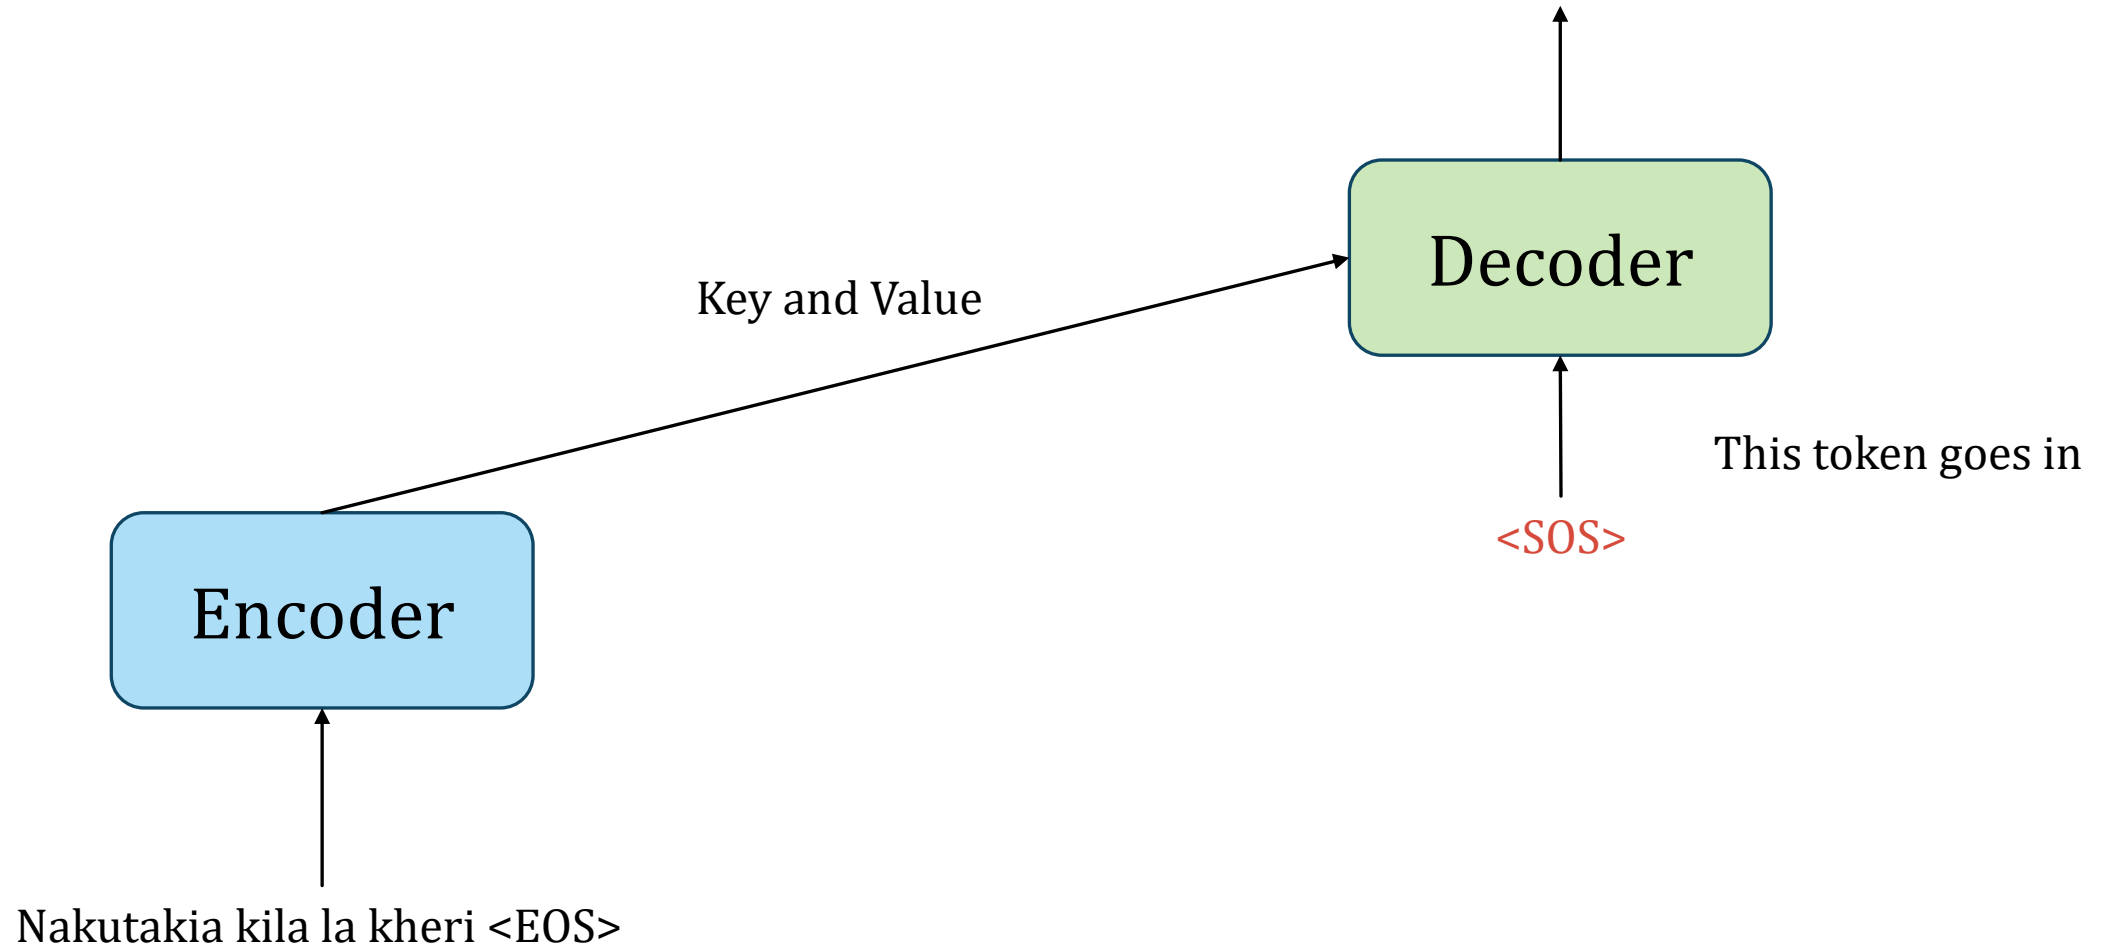 Decoder
Key and Value
This token goes in
<SOS>
Encoder
Nakutakia kila la kheri <EOS>